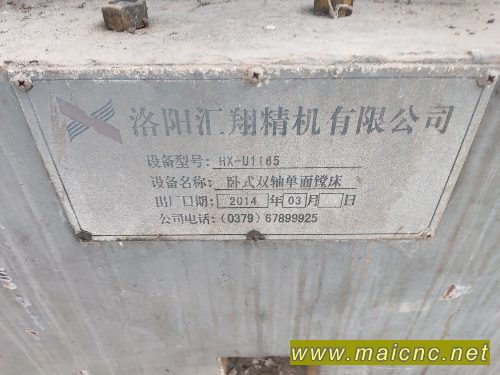 洛阳汇翔精机有限公司
设备型号: HX-U1165
设备名称: 卧式双轴单面镗床
出厂日期: 2014 年 03 月 日
公司电话: (0379) 67899925
www.maicnc.net